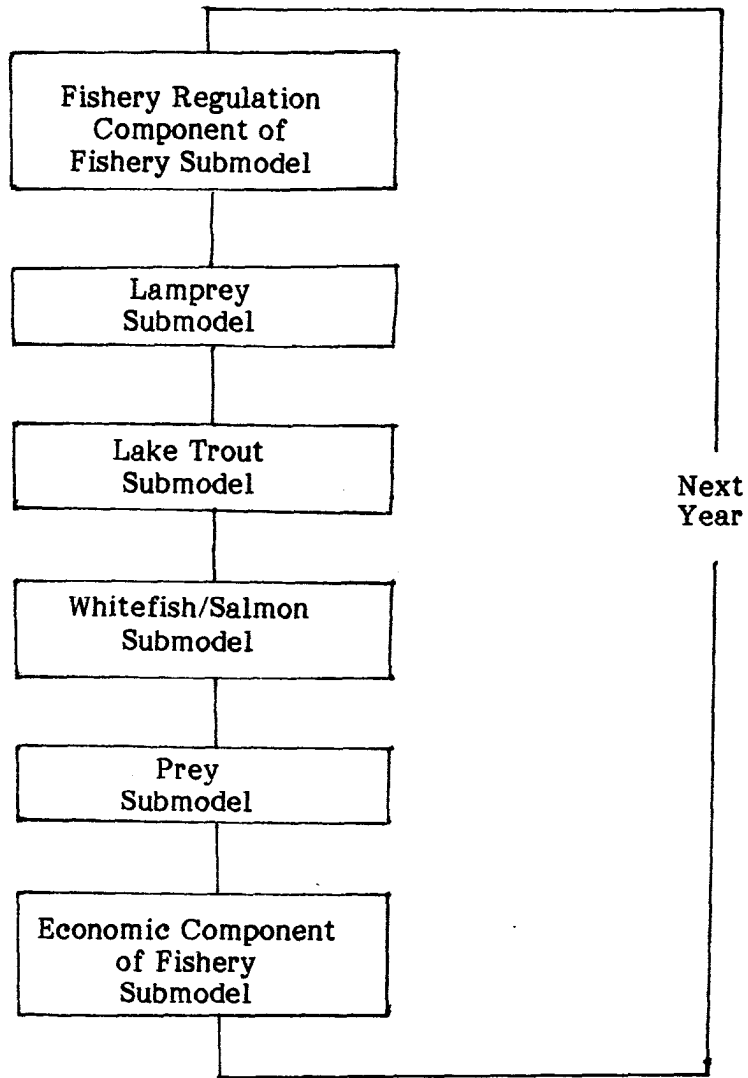 Fishery Regulation
Component of
Fishery Submodel
Lamprey
Submodel
Lake Trout
Submodel
Whitefish/Salmon
Submodel
Prey
Submodel
Economic Component
of Fishery
Submodel
Next
Year